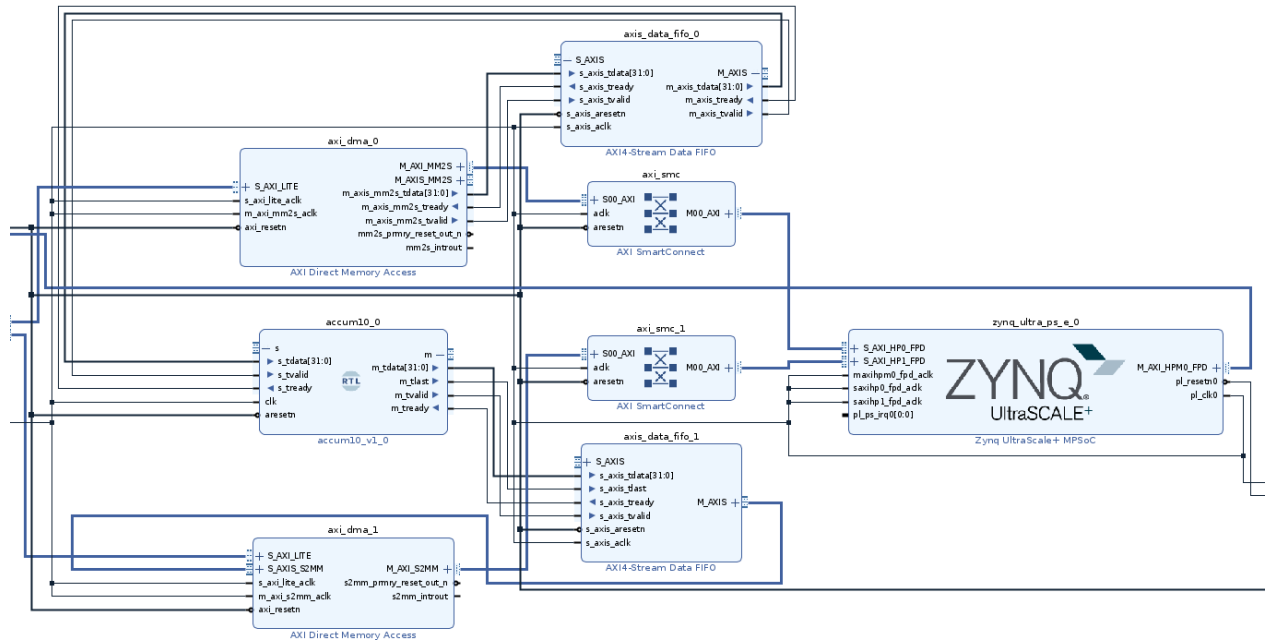 axis_data_fifo_0
S_AXIS
s_axis_tdata[31:0]
s_axis_tready
s_axis_tvalid
s_axis_aresetn
s_axis_aclk
M_AXIS
m_axis_tdata[31:0]
m_axis_tready
m_axis_tvalid
AXI4-Stream Data FIFO
axi_dma_0
S_AXI_LITE
s_axi_lite_aclk
m_axi_mm2s_aclk
axi_resetn
M_AXI_MM2S
M_AXIS_MM2S
m_axis_mm2s_tdata[31:0]
m_axis_mm2s_tready
m_axis_mm2s_tvalid
mm2s_prmry_reset_out_n
mm2s_introut
AXI Direct Memory Access
axi_smc
S00_AXI
aclk
aresetn
M00_AXI
AXI SmartConnect
accum10_0
s
s_tdata[31:0]
s_tvalid
s_tready
clk
aresetn
RTL
m
m_tdata[31:0]
m_tlast
m_tvalid
m_tready
accum10_v1_0
axi_smc_1
S00_AXI
aclk
aresetn
M00_AXI
AXI SmartConnect
zynq_ultra_ps_e_0
S_AXI_HP0_FPD
S_AXI_HP1_FPD
maxihpm0_fpd_aclk
saxihp0_fpd_aclk
saxihp1_fpd_aclk
pl_ps_irq0[0:0]
ZYNQ
UltraSCALE+
M_AXI_HPM0_FPD
pl_resetn0
pl_clk0
Zynq UltraScale+ MPSoC
axis_data_fifo_1
S_AXIS
s_axis_tdata[31:0]
s_axis_tlast
s_axis_tready
s_axis_tvalid
s_axis_aresetn
s_axis_aclk
M_AXIS
AXI4-Stream Data FIFO
axi_dma_1
S_AXI_LITE
S_AXIS_S2MM
s_axi_lite_aclk
m_axi_s2mm_aclk
axi_resetn
M_AXI_S2MM
s2mm_prmry_reset_out_n
s2mm_introut
AXI Direct Memory Access